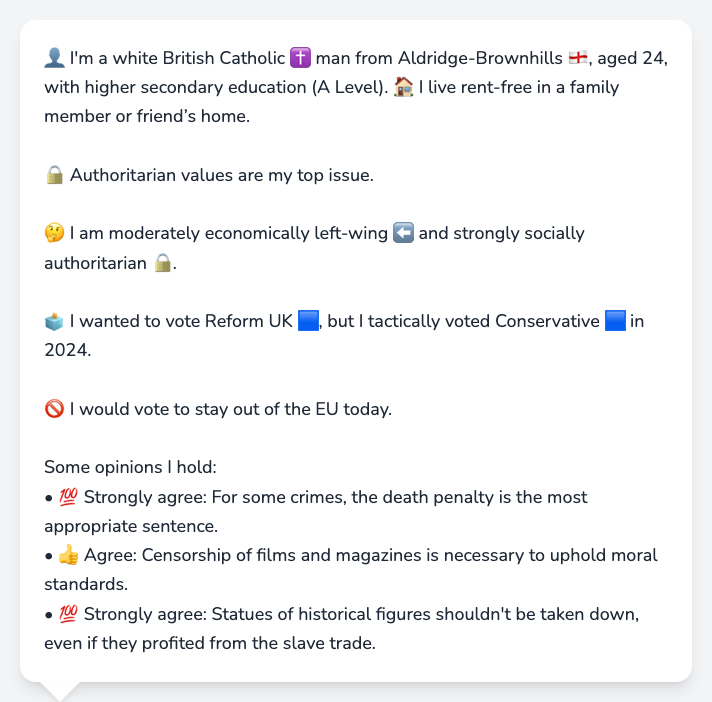 👤 I'm a white British Catholic ✝️ man from Aldridge-Brownhills 🏴󠁧󠁢󠁥󠁮󠁧󠁿, aged 24,
with higher secondary education (A Level). 🏠 I live rent-free in a family
member or friend’s home.
🔒 Authoritarian values are my top issue.
🤔 I am moderately economically left-wing ⬅️ and strongly socially
authoritarian 🔒.
🗳️ I wanted to vote Reform UK 🟦, but I tactically voted Conservative 🟦 in
2024.
🚫 I would vote to stay out of the EU today.
Some opinions I hold:
• 💯 Strongly agree: For some crimes, the death penalty is the most
appropriate sentence.
• 👍 Agree: Censorship of films and magazines is necessary to uphold moral
standards.
• 💯 Strongly agree: Statues of historical figures shouldn't be taken down,
even if they profited from the slave trade.